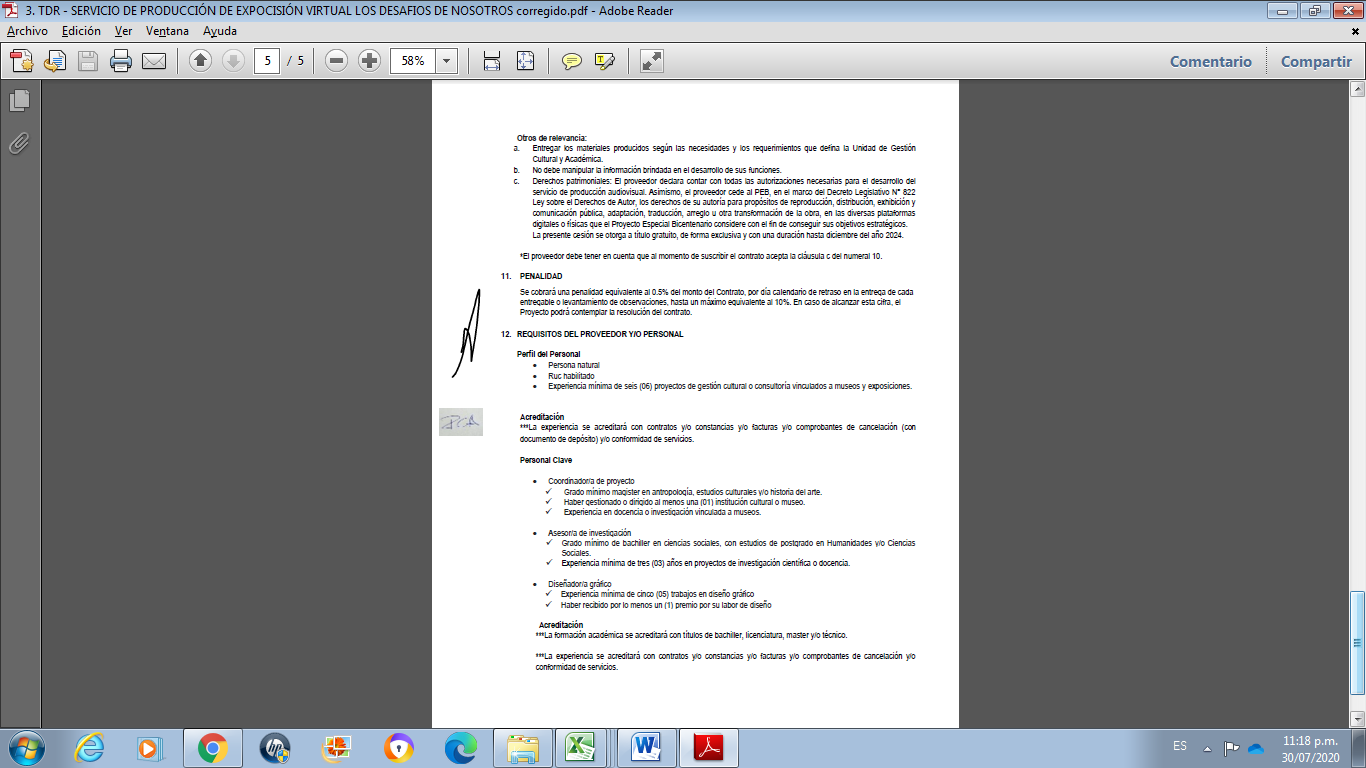 3. TDR - SERVICIO DE PRODUCCIÓN DE EXPOCISIÓN VIRTUAL LOS DESAFIOS DE NOSOTROS corregido.pdf - Adobe Reader
Archivo Edición Ver Ventana Ayuda
5 / 5 58% Comentario Compartir
Otros de relevancia:
a. Entregar los materiales producidos según las necesidades y los requerimientos que defina la Unidad de Gestión
Cultural y Académica.
b. No debe manipular la información brindada en el desarrollo de sus funciones.
c. Derechos patrimoniales: El proveedor declara contar con todas las autorizaciones necesarias para el desarrollo del
servicio de producción audiovisual. Asimismo, el proveedor cede al PEB, en el marco del Decreto Legislativo N° 822
Ley sobre el Derechos de Autor, los derechos de su autoría para propósitos de reproducción, distribución, exhibición y
comunicación pública, adaptación, traducción, arreglo u otra transformación de la obra, en las diversas plataformas
digitales o físicas que el Proyecto Especial Bicentenario considere con el fin de conseguir sus objetivos estratégicos.
La presente cesión se otorga a título gratuito, de forma exclusiva y con una duración hasta diciembre del año 2024.
*El proveedor debe tener en cuenta que al momento de suscribir el contrato acepta la cláusula c del numeral 10.
11. PENALIDAD
Se cobrará una penalidad equivalente al 0.5% del monto del Contrato, por día calendario de retraso en la entrega de cada
entregable o levantamiento de observaciones, hasta un máximo equivalente al 10%. En caso de alcanzar esta cifra, el
Proyecto podrá contemplar la resolución del contrato.
12. REQUISITOS DEL PROVEEDOR Y/O PERSONAL
Perfil del Personal
• Persona natural
• Ruc habilitado
• Experiencia mínima de seis (06) proyectos de gestión cultural o consultoría vinculados a museos y exposiciones.
Acreditación
***La experiencia se acreditará con contratos y/o constancias y/o facturas y/o comprobantes de cancelación (con
documento de depósito) y/o conformidad de servicios.
Personal Clave
• Coordinador/a de proyecto
✓ Grado mínimo magister en antropología, estudios culturales y/o historia del arte.
✓ Haber gestionado o dirigido al menos una (01) institución cultural o museo.
✓ Experiencia en docencia o investigación vinculada a museos.
• Asesor/a de investigación
✓ Grado mínimo de bachiller en ciencias sociales, con estudios de postgrado en Humanidades y/o Ciencias
Sociales.
✓ Experiencia mínima de tres (03) años en proyectos de investigación científica o docencia.
• Diseñador/a gráfico
✓ Experiencia mínima de cinco (05) trabajos en diseño gráfico
✓ Haber recibido por lo menos un (1) premio por su labor de diseño
Acreditación
***La formación académica se acreditará con títulos de bachiller, licenciatura, master y/o técnico.
***La experiencia se acreditará con contratos y/o constancias y/o facturas y/o comprobantes de cancelación y/o
conformidad de servicios.
ES 11:18 p.m.
30/07/2020